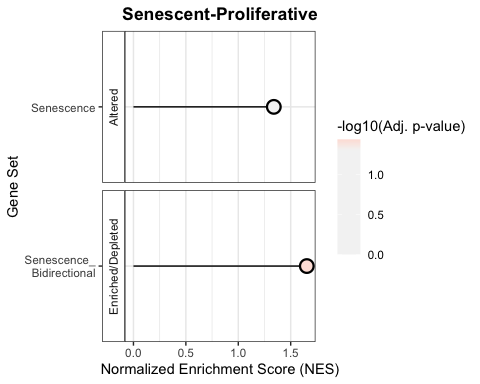 Senescent-Proliferative
Gene Set
Senescence
Altered
Senescence_
Bidirectional
Enriched/Depleted
0.0 0.5 1.0 1.5
Normalized Enrichment Score (NES)
-log10(Adj. p-value)
1.0
0.5
0.0